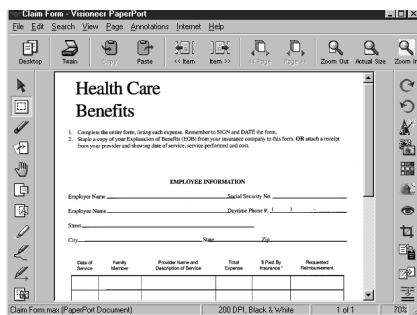 Claim Form - Visioneer PaperPort
File Edit Search View Page Annotations Internet Help
Desktop Twain Copy Paste << Item Item >> << Page Page >> Zoom Out Actual Size Zoom In
Health Care
Benefits
1. Complete the entire form, listing each expense. Remember to SIGN and DATE the form.
2. Staple a copy of your Explanation of Benefits (EOB) from your insurance company to this form, OR attach a receipt
from your provider and showing date of service, service performed and cost.
EMPLOYEE INFORMATION
Employer Name Social Security No.
Employee Name Daytime Phone #: ( ) -
Street
City State Zip
Date of Family Provider Name and Total $ Paid By Requested
Service Member Description of Service Expense Insurance * Reimbursement
Claim Form.max (PaperPort Document) 200 DPI, Black & White 1 of 1 70%